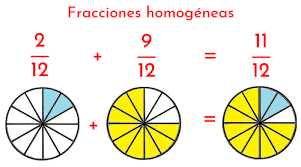 Fracciones homogéneas
2/12 + 9/12 = 11/12
+ =